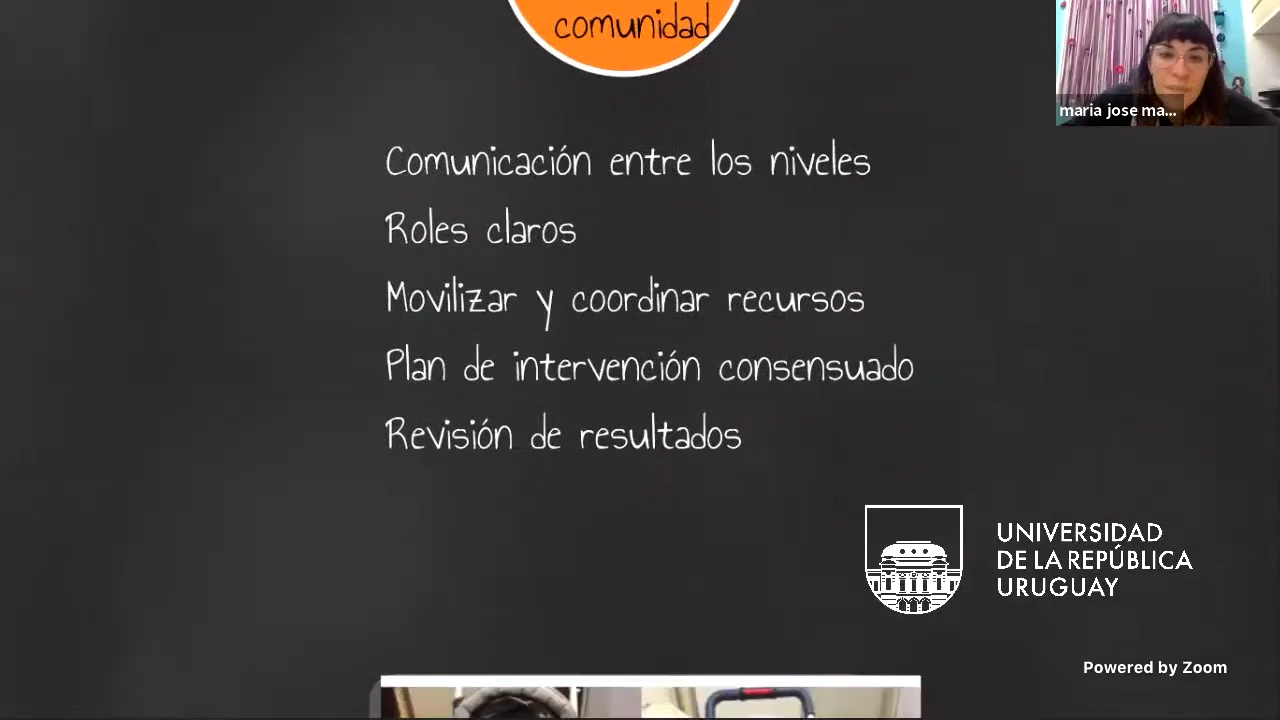 comunidad
maria jose ma...
Comunicación entre los niveles
Roles claros
Movilizar y coordinar recursos
Plan de intervención consensuado
Revisión de resultados
UNIVERSIDAD
DE LA REPÚBLICA
URUGUAY
Powered by Zoom